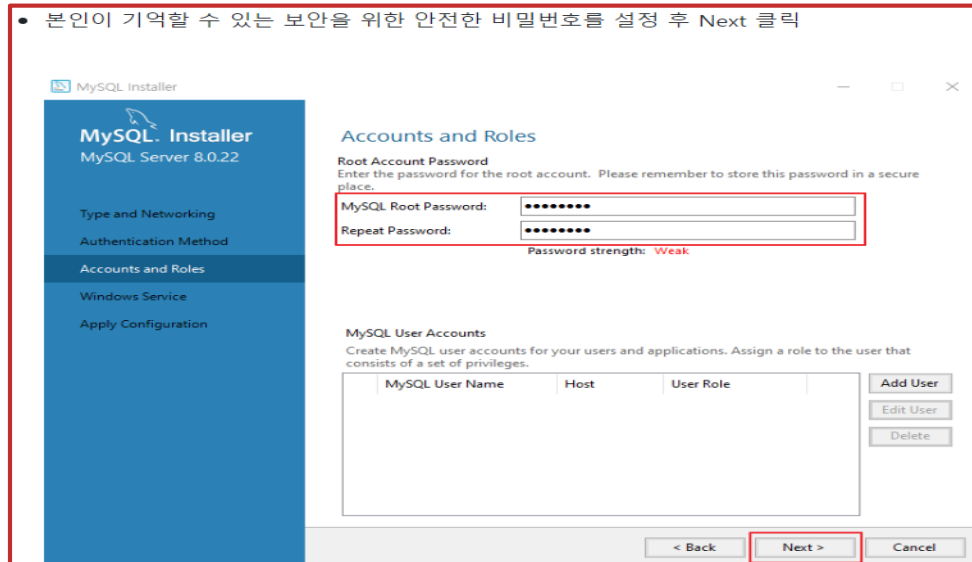 • 본인이 기억할 수 있는 보안을 위한 안전한 비밀번호를 설정 후 Next 클릭
MySQL Installer
MySQL. Installer
MySQL Server 8.0.22
Type and Networking
Authentication Method
Accounts and Roles
Windows Service
Apply Configuration
Accounts and Roles
Root Account Password
Enter the password for the root account. Please remember to store this password in a secure
place.
MySQL Root Password: ●●●●●●●●
Repeat Password: ●●●●●●●●
Password strength: Weak
MySQL User Accounts
Create MySQL user accounts for your users and applications. Assign a role to the user that
consists of a set of privileges.
MySQL User Name Host User Role
Add User
Edit User
Delete
< Back Next > Cancel